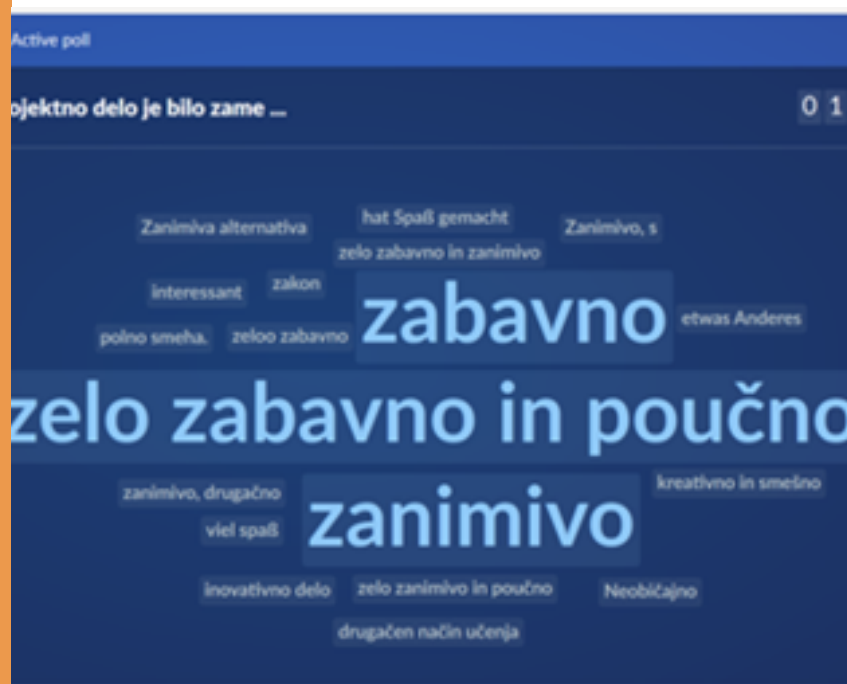 Active poll
ojektno delo je bilo zame ...
0 1
Zanimiva alternativa
hat Spaß gemacht
Zanimivo, s
zelo zabavno in zanimivo
interessant
zakon
zabavno
etwas Anderes
polno smeha.
zeloo zabavno
zelo zabavno in poučno
zanimivo, drugačno
kreativno in smešno
zanimivo
viel spaß
inovativno delo
zelo zanimivo in poučno
Neobičajno
drugačen način učenja